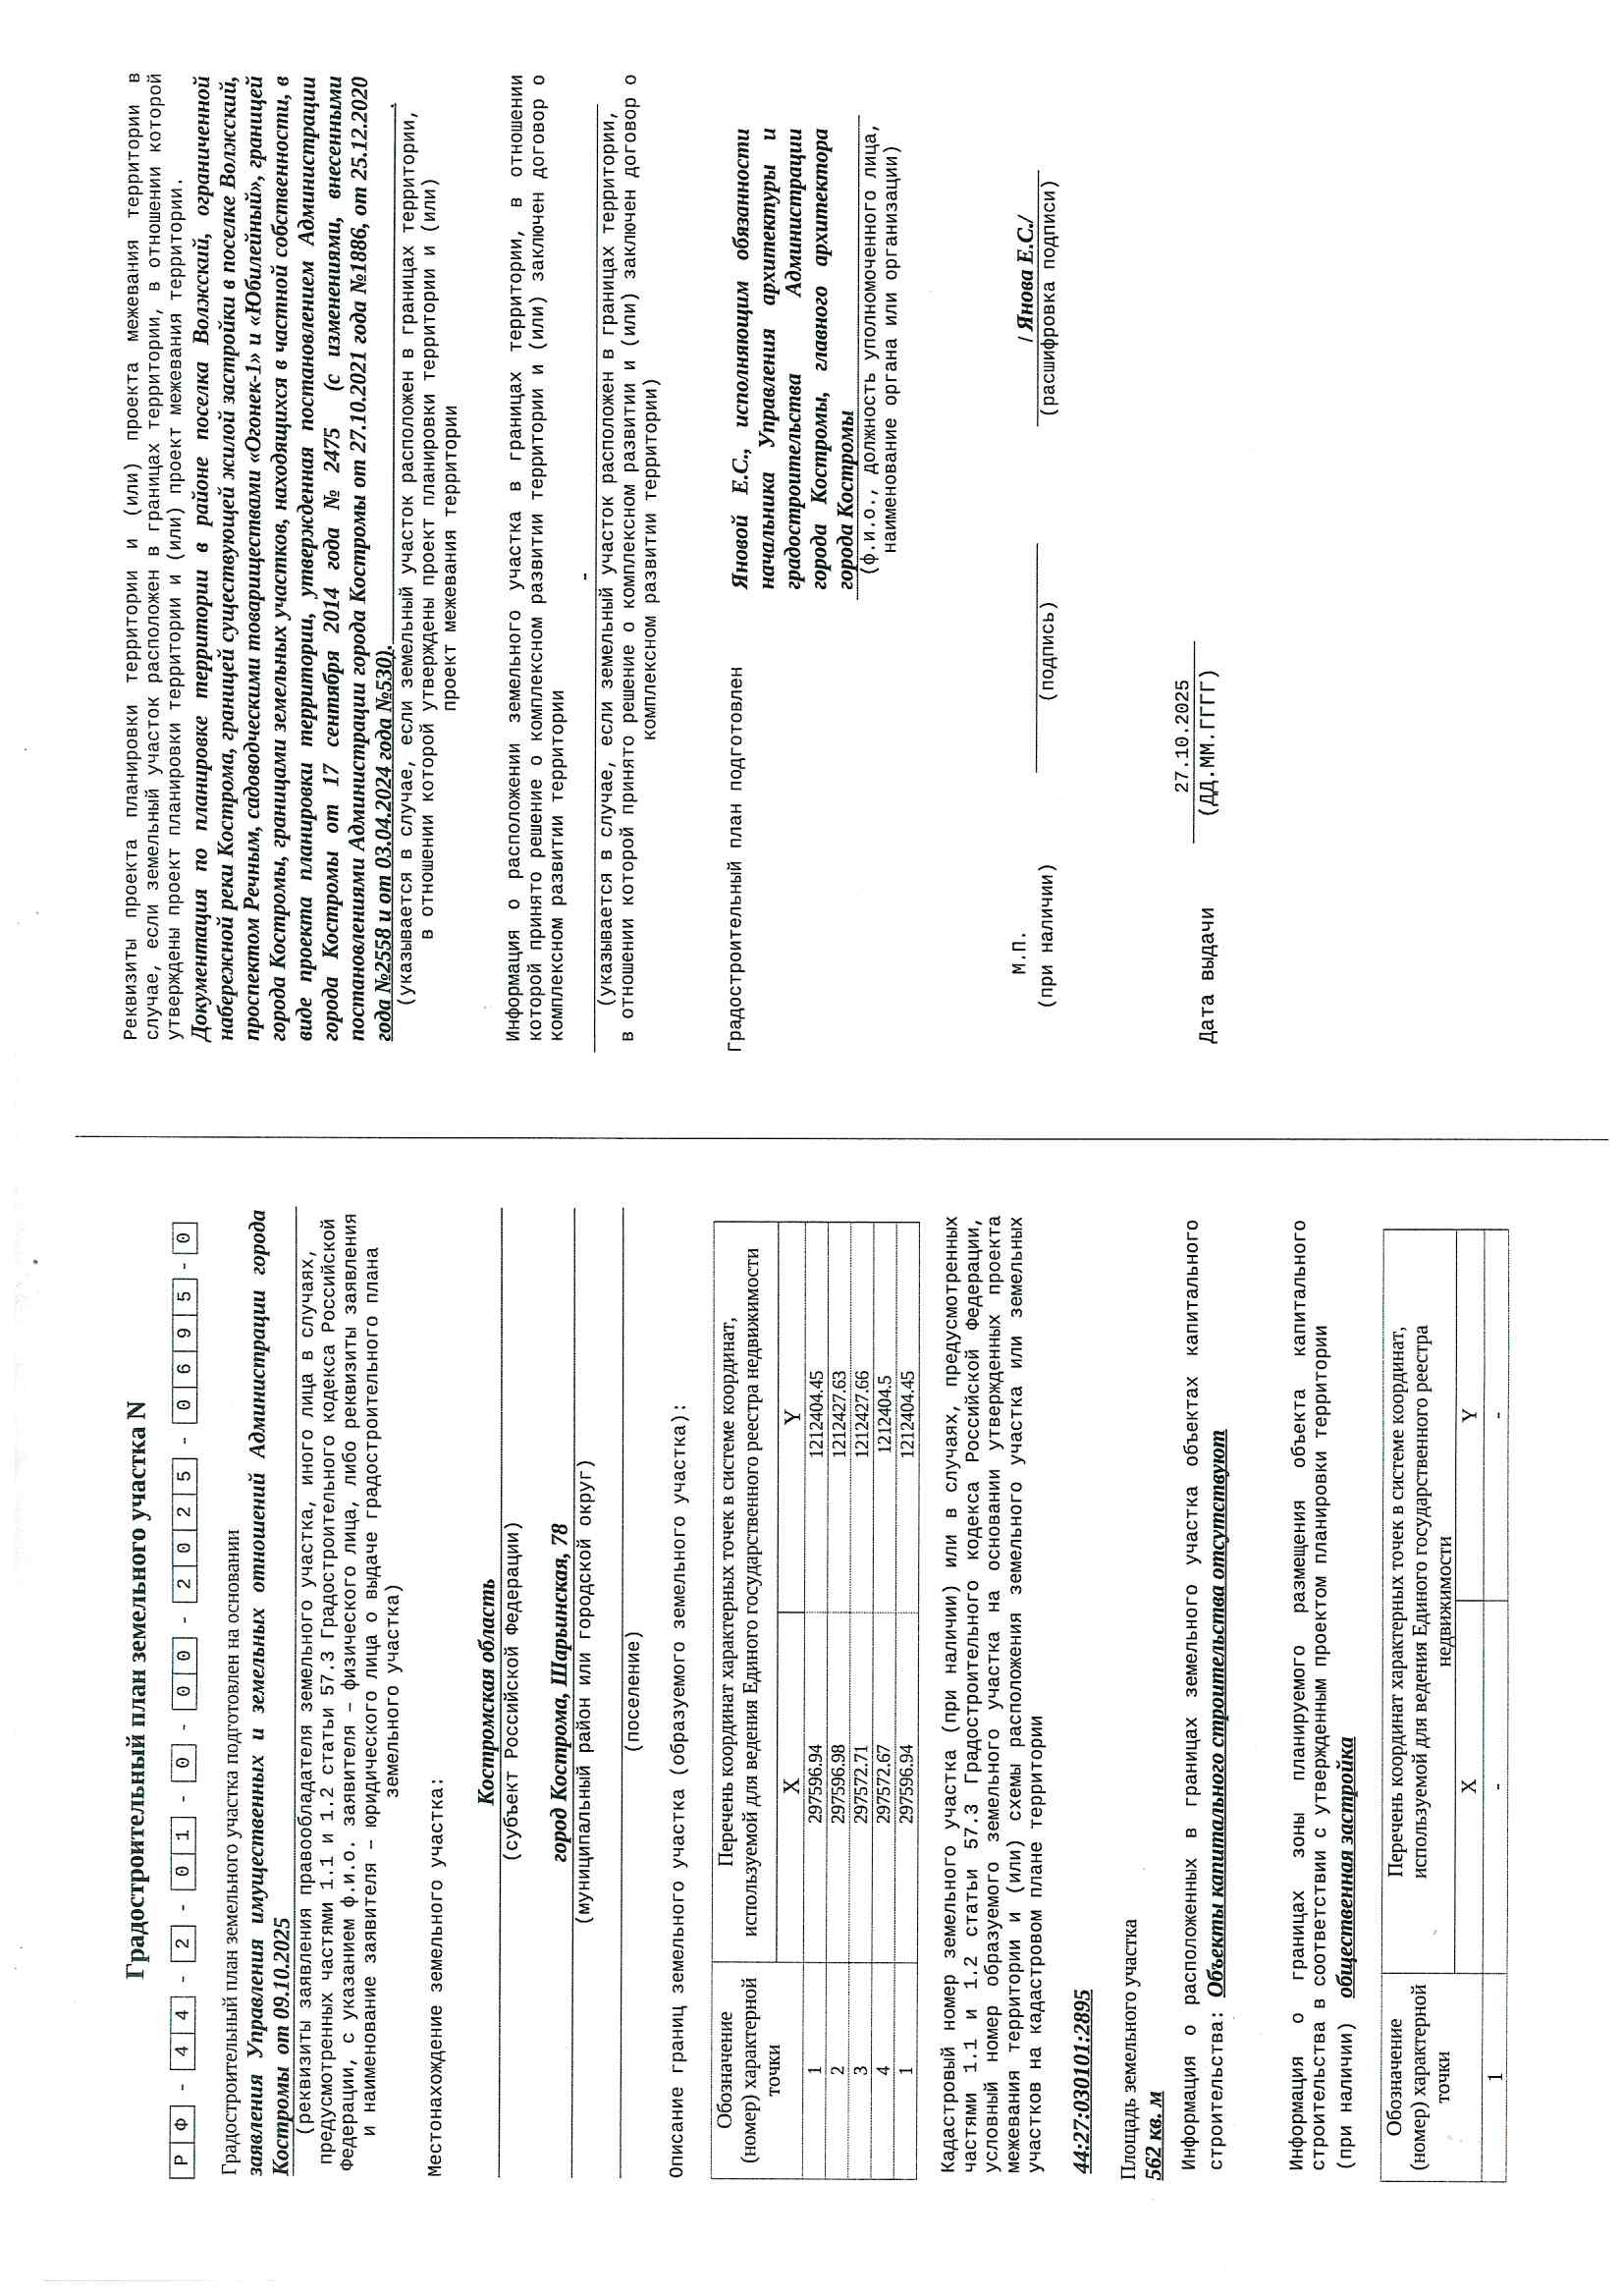 Градостроительный план земельного участка N
Р Ф - 4 4 - 2 - 0 1 - 0 - 0 0 - 2 0 2 5 - 0 6 9 5 - 0
Градостроительный план земельного участка подготовлен на основании
заявления Управления имущественных и земельных отношений Администрации города
Костромы от 09.10.2025
(реквизиты заявления правообладателя земельного участка, иного лица в случаях,
предусмотренных частями 1.1 и 1.2 статьи 57.3 Градостроительного кодекса Российской
Федерации, с указанием ф.и.о. заявителя – физического лица, либо реквизиты заявления
и наименование заявителя – юридического лица о выдаче градостроительного плана
земельного участка)
Местонахождение земельного участка:
Костромская область
(субъект Российской Федерации)
город Кострома, Шарьинская, 78
(муниципальный район или городской округ)
(поселение)
Описание границ земельного участка (образуемого земельного участка):
Обозначение (номер) характерной точки | Перечень координат характерных точек в системе координат,
используемой для ведения Единого государственного реестра недвижимости
X Y
1 297596.94 1212404.45
2 297596.98 1212427.63
3 297572.71 1212427.66
4 297572.67 1212404.5
1 297596.94 1212404.45
Кадастровый номер земельного участка (при наличии) или в случаях, предусмотренных
частями 1.1 и 1.2 статьи 57.3 Градостроительного кодекса Российской Федерации,
условный номер образуемого земельного участка на основании утвержденных проекта
межевания территории и (или) схемы расположения земельного участка или земельных
участков на кадастровом плане территории
44:27:030101:2895
Площадь земельного участка
562 кв. м
Информация о расположенных в границах земельного участка объектах капитального
строительства: Объекты капитального строительства отсутствуют
Информация о границах зоны планируемого размещения объекта капитального
строительства в соответствии с утвержденным проектом планировки территории
(при наличии) общественная застройка
Обозначение (номер) характерной точки | Перечень координат характерных точек в системе координат,
используемой для ведения Единого государственного реестра
недвижимости
X Y
1 - -
Реквизиты проекта планировки территории и (или) проекта межевания территории в
случае, если земельный участок расположен в границах территории, в отношении которой
утверждены проект планировки территории и (или) проект межевания территории.
Документация по планировке территории в районе поселка Волжский, ограниченной
набережной реки Кострома, границей существующей жилой застройки в поселке Волжский,
проспектом Речным, садоводческими товариществами «Огонек-1» и «Юбилейный», границей
города Костромы, границами земельных участков, находящихся в частной собственности, в
виде проекта планировки территории, утвержденная постановлением Администрации
города Костромы от 17 сентября 2014 года № 2475 (с изменениями, внесенными
постановлениями Администрации города Костромы от 27.10.2021 года №1886, от 25.12.2020
года №2558 и от 03.04.2024 года №530).
(указывается в случае, если земельный участок расположен в границах территории,
в отношении которой утверждены проект планировки территории и (или)
проект межевания территории
Информация о расположении земельного участка в границах территории, в отношении
которой принято решение о комплексном развитии территории и (или) заключен договор о
комплексном развитии территории
-
(указывается в случае, если земельный участок расположен в границах территории,
в отношении которой принято решение о комплексном развитии и (или) заключен договор о
комплексном развитии территории)
Градостроительный план подготовлен Яновой Е.С., исполняющим обязанности
начальника Управления архитектуры и
градостроительства Администрации
города Костромы, главного архитектора
города Костромы
(ф.и.о., должность уполномоченного лица,
наименование органа или организации)
М.П. / Янова Е.С./
(при наличии) (подпись) (расшифровка подписи)
Дата выдачи 27.10.2025
(ДД.ММ.ГГГГ)